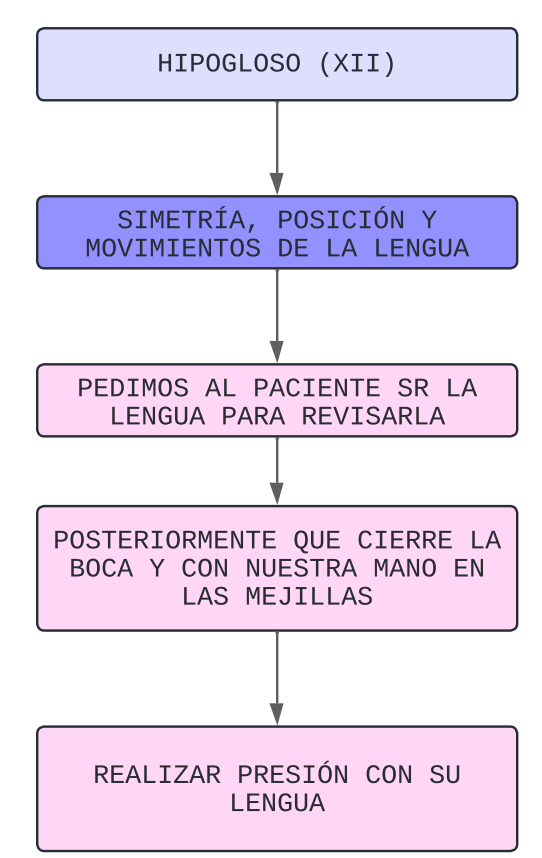 HIPOGLOSO (XII)
SIMETRÍA, POSICIÓN Y
MOVIMIENTOS DE LA LENGUA
PEDIMOS AL PACIENTE SR LA
LENGUA PARA REVISARLA
POSTERIORMENTE QUE CIERRE LA
BOCA Y CON NUESTRA MANO EN
LAS MEJILLAS
REALIZAR PRESIÓN CON SU
LENGUA